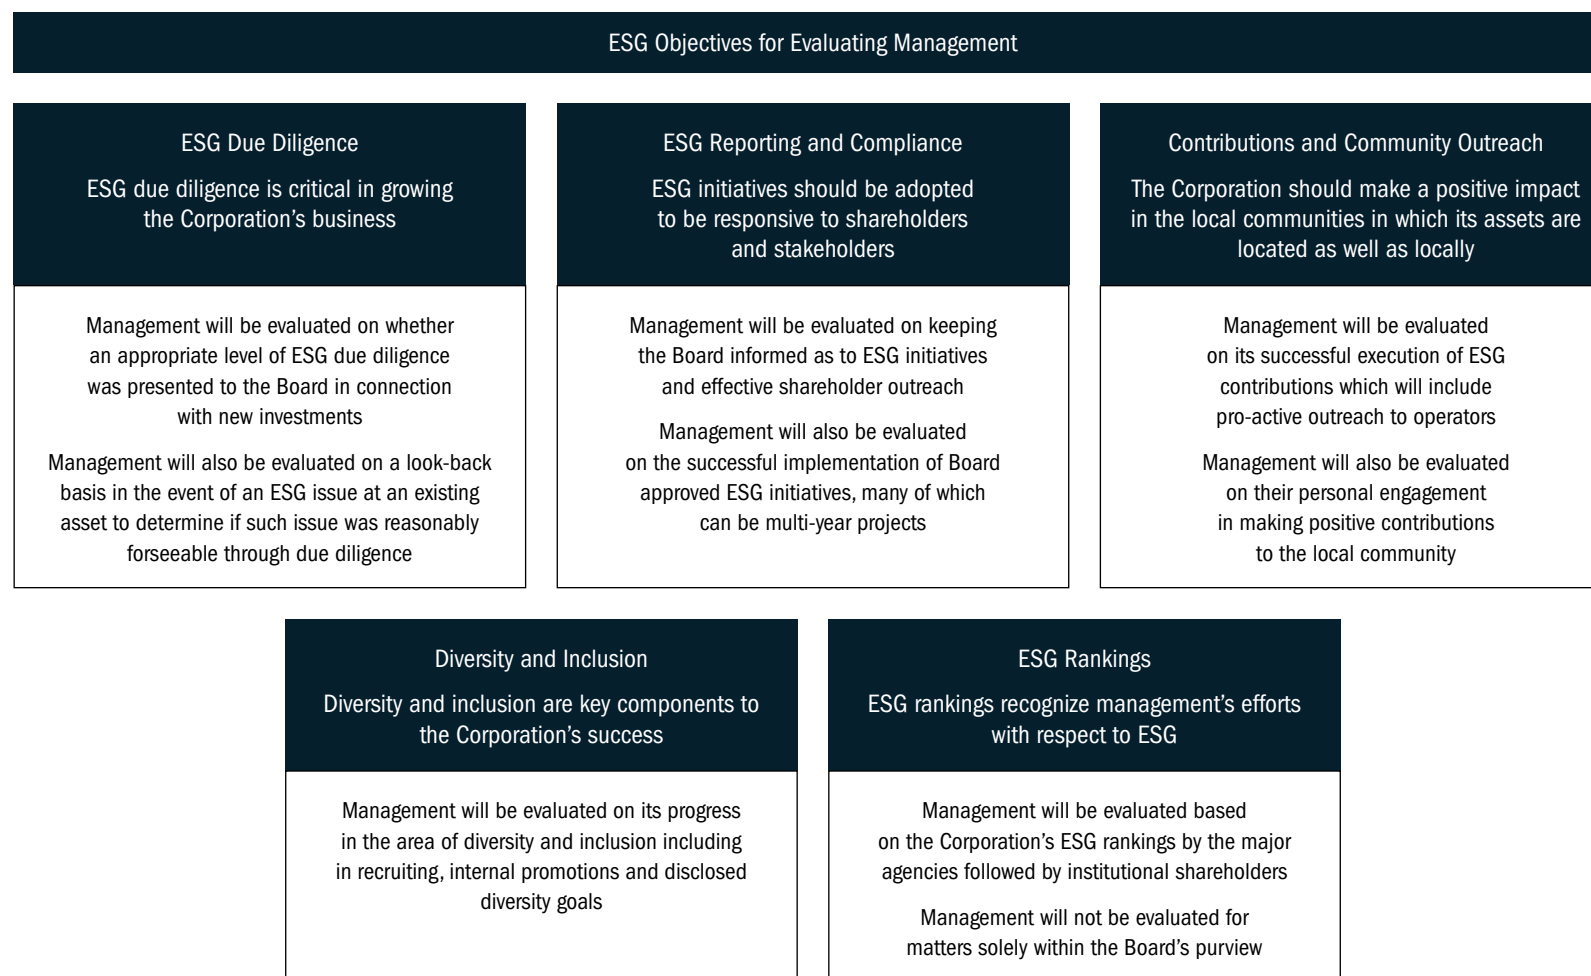 ESG Objectives for Evaluating Management
ESG Due Diligence
ESG due diligence is critical in growing
the Corporation’s business
Management will be evaluated on whether
an appropriate level of ESG due diligence
was presented to the Board in connection
with new investments
Management will also be evaluated on a look-back
basis in the event of an ESG issue at an existing
asset to determine if such issue was reasonably
forseeable through due diligence
ESG Reporting and Compliance
ESG initiatives should be adopted
to be responsive to shareholders
and stakeholders
Management will be evaluated on keeping
the Board informed as to ESG initiatives
and effective shareholder outreach
Management will also be evaluated
on the successful implementation of Board
approved ESG initiatives, many of which
can be multi-year projects
Contributions and Community Outreach
The Corporation should make a positive impact
in the local communities in which its assets are
located as well as locally
Management will be evaluated
on its successful execution of ESG
contributions which will include
pro-active outreach to operators
Management will also be evaluated
on their personal engagement
in making positive contributions
to the local community
Diversity and Inclusion
Diversity and inclusion are key components to
the Corporation’s success
Management will be evaluated on its progress
in the area of diversity and inclusion including
in recruiting, internal promotions and disclosed
diversity goals
ESG Rankings
ESG rankings recognize management’s efforts
with respect to ESG
Management will be evaluated based
on the Corporation’s ESG rankings by the major
agencies followed by institutional shareholders
Management will not be evaluated for
matters solely within the Board’s purview